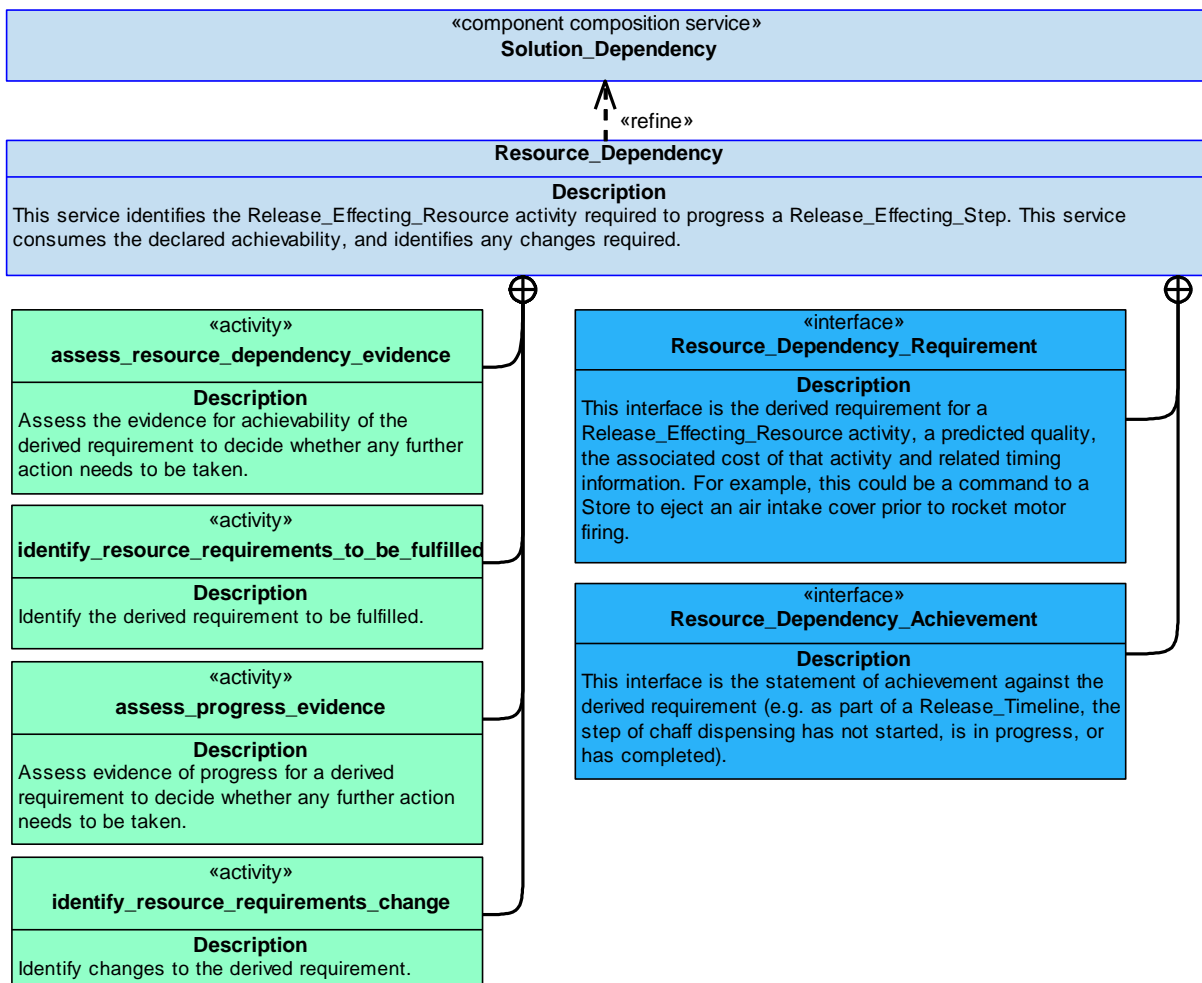 «component composition service»
Solution_Dependency
«refine»
Resource_Dependency
Description
This service identifies the Release_Effecting_Resource activity required to progress a Release_Effecting_Step. This service
consumes the declared achievability, and identifies any changes required.
«activity»
assess_resource_dependency_evidence
Description
Assess the evidence for achievability of the
derived requirement to decide whether any further
action needs to be taken.
«activity»
identify_resource_requirements_to_be_fulfilled
Description
Identify the derived requirement to be fulfilled.
«activity»
assess_progress_evidence
Description
Assess evidence of progress for a derived
requirement to decide whether any further action
needs to be taken.
«activity»
identify_resource_requirements_change
Description
Identify changes to the derived requirement.
«interface»
Resource_Dependency_Requirement
Description
This interface is the derived requirement for a
Release_Effecting_Resource activity, a predicted quality,
the associated cost of that activity and related timing
information. For example, this could be a command to a
Store to eject an air intake cover prior to rocket motor
firing.
«interface»
Resource_Dependency_Achievement
Description
This interface is the statement of achievement against the
derived requirement (e.g. as part of a Release_Timeline, the
step of chaff dispensing has not started, is in progress, or
has completed).